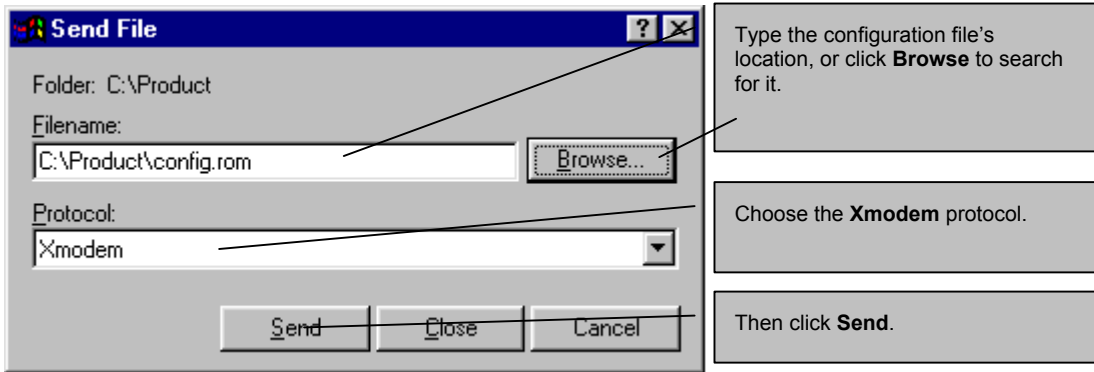 Send File
Folder: C:\Product
Filename:
C:\Product\config.rom
Browse...
Protocol:
Xmodem
Send
Close
Cancel
Type the configuration file’s
location, or click Browse to search
for it.
Choose the Xmodem protocol.
Then click Send.